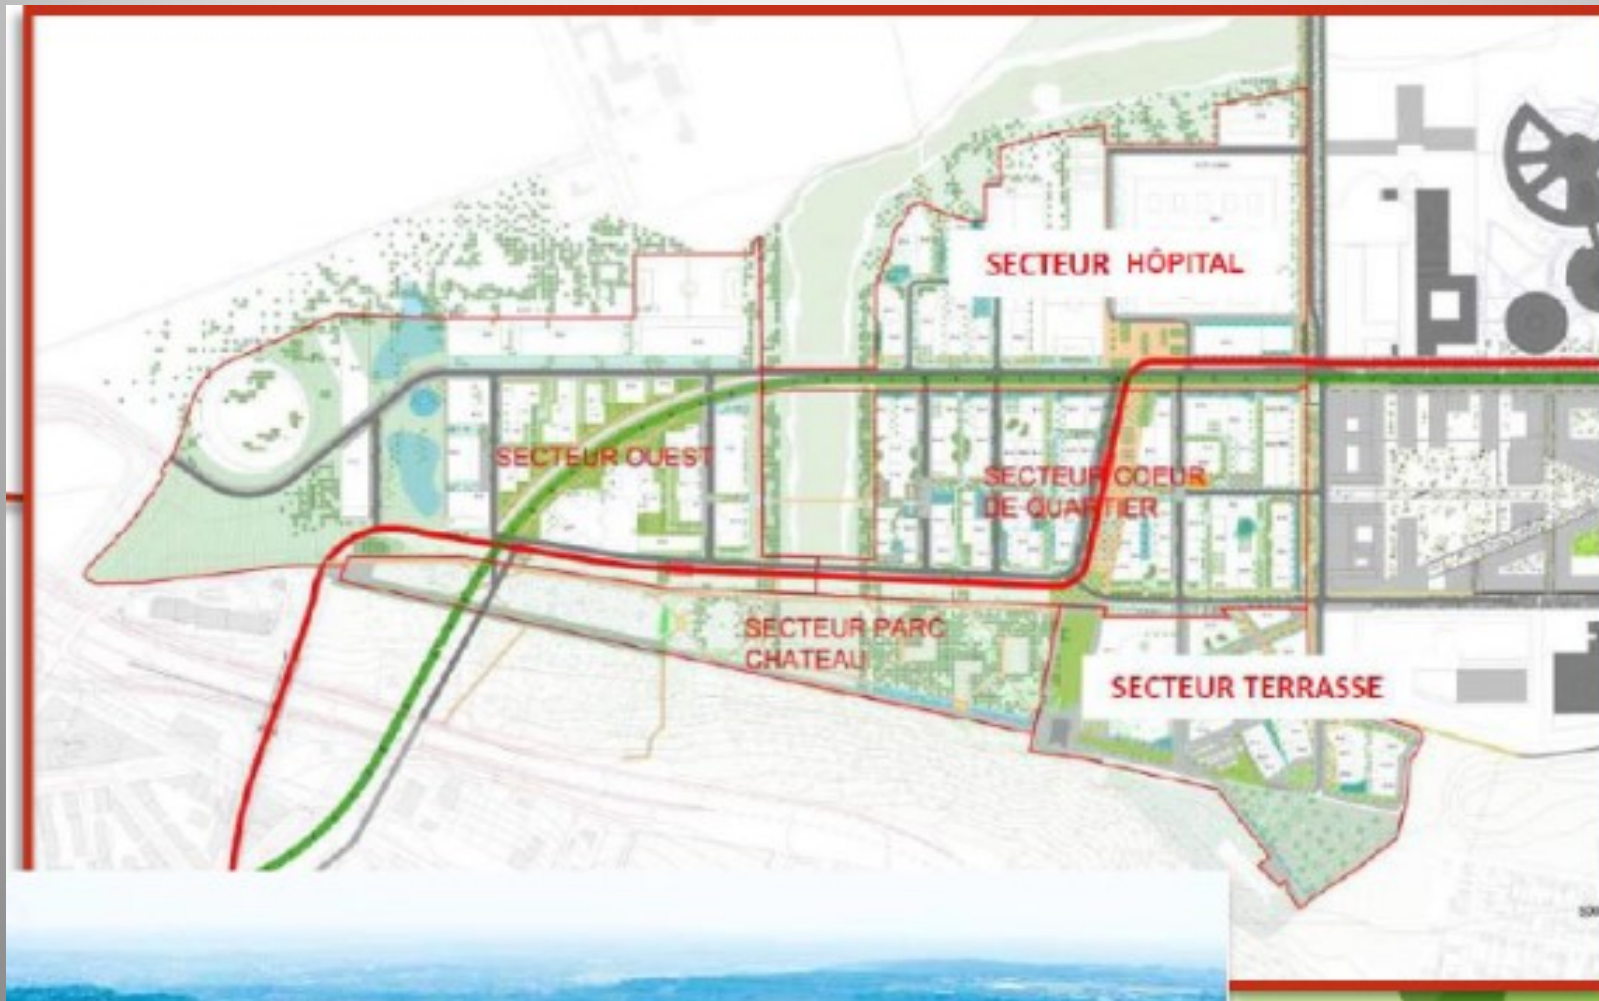 SECTEUR HÔPITAL
SECTEUR OUEST
SECTEUR COEUR
DE QUARTIER
SECTEUR PARC
CHATEAU
SECTEUR TERRASSE